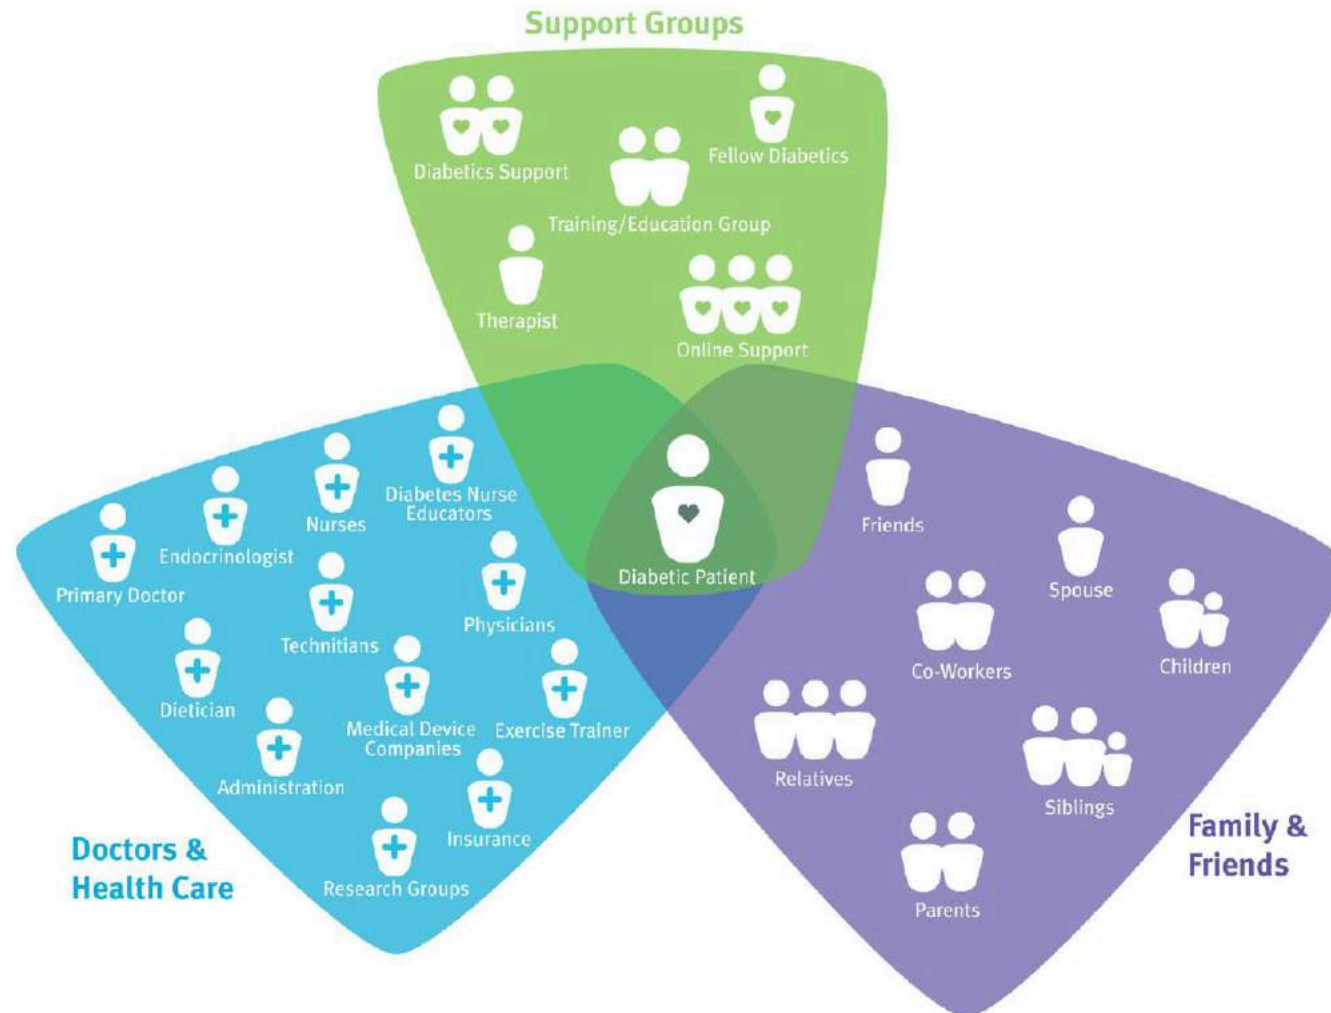 Support Groups
Diabetics Support
Fellow Diabetics
Training/Education Group
Therapist
Online Support
Diabetic Patient
Diabetes Nurse
Educators
Nurses
Endocrinologist
Primary Doctor
Technitians
Physicians
Dietician
Medical Device
Companies
Exercise Trainer
Administration
Insurance
Research Groups
Doctors &
Health Care
Friends
Spouse
Children
Co-Workers
Relatives
Siblings
Parents
Family &
Friends